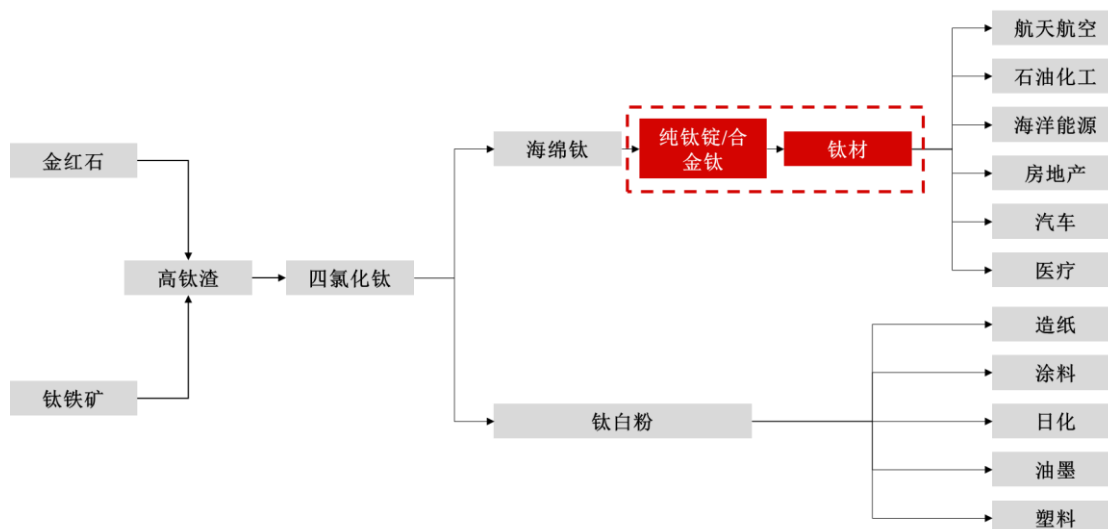 金红石
钛铁矿
高钛渣
四氯化钛
海绵钛
纯钛锭/合
金钛
钛材
航天航空
石油化工
海洋能源
房地产
汽车
医疗
钛白粉
造纸
涂料
日化
油墨
塑料